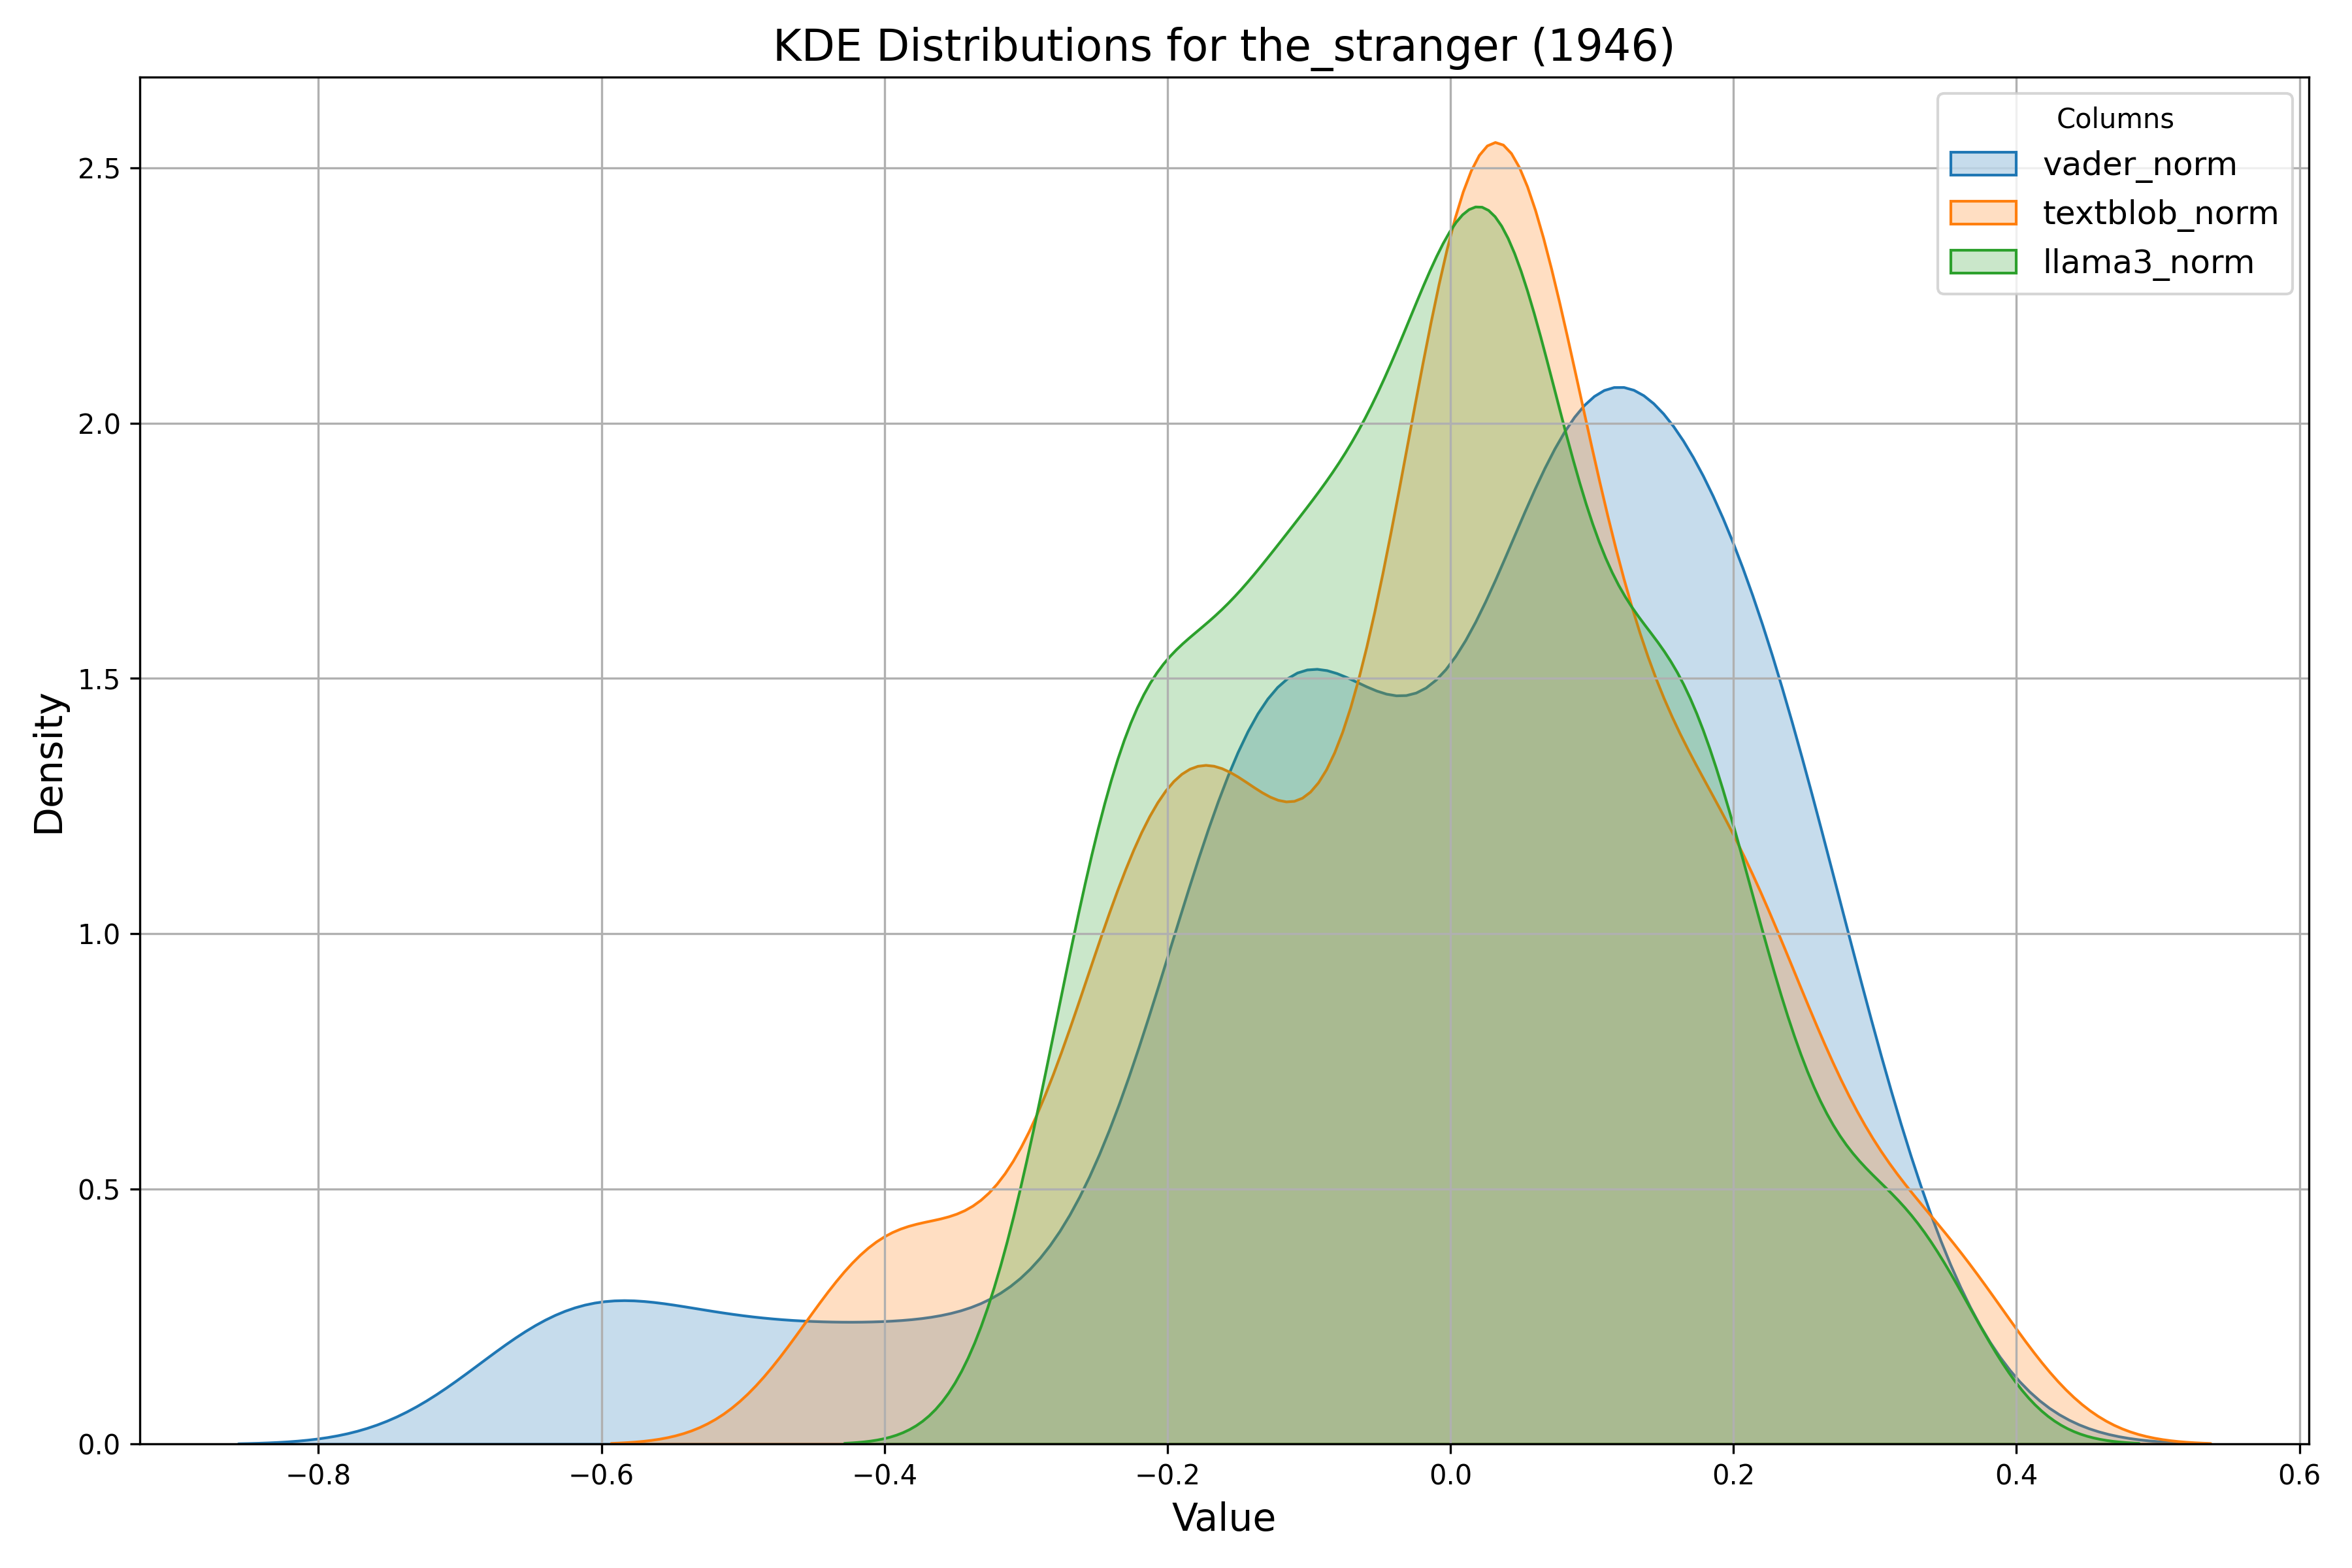 KDE Distributions for the_stranger (1946)
Columns
vader_norm
textblob_norm
llama3_norm
Density
2.5
2.0
1.5
1.0
0.5
0.0
−0.8 −0.6 −0.4 −0.2 0.0 0.2 0.4 0.6
Value